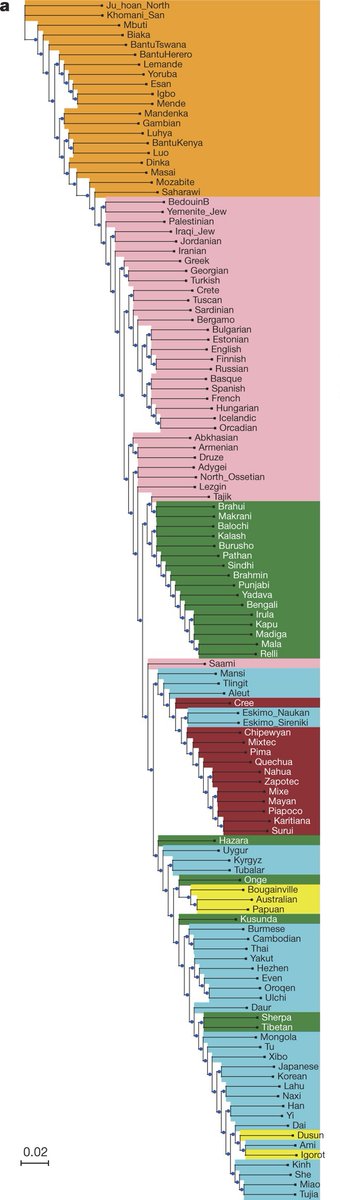 a
Ju_hoan_North
Khomani_San
Mbuti
Biaka
BantuTswana
BantuHerero
Lemande
Yoruba
Esan
Igbo
Mende
Mandenka
Gambian
Luhya
BantuKenya
Luo
Dinka
Masai
Mozabite
Saharawi
BedouinB
Yemenite_Jew
Palestinian
Iraqi_Jew
Jordanian
Iranian
Greek
Georgian
Turkish
Crete
Tuscan
Sardinian
Bergamo
Bulgarian
Estonian
English
Finnish
Russian
Basque
Spanish
French
Hungarian
Icelandic
Orcadian
Abkhasian
Armenian
Druze
Adygei
North_Ossetian
Lezgin
Tajik
Brahui
Makrani
Balochi
Kalash
Burusho
Pathan
Sindhi
Brahmin
Punjabi
Yadava
Bengali
Irula
Kapu
Madiga
Mala
Relli
Saami
Mansi
Tlingit
Aleut
Cree
Eskimo_Naukan
Eskimo_Sireniki
Chipewyan
Mixtec
Pima
Quechua
Nahua
Zapotec
Mixe
Mayan
Piapoco
Karitiana
Surui
Hazara
Uygur
Kyrgyz
Tubalar
Onge
Bougainville
Australian
Papuan
Kusunda
Burmese
Cambodian
Thai
Yakut
Hezhen
Even
Oroqen
Ulchi
Daur
Sherpa
Tibetan
Mongola
Tu
Xibo
Japanese
Korean
Lahu
Naxi
Han
Yi
Dai
Dusun
Ami
Igorot
Kinh
She
Miao
Tujia
0.02